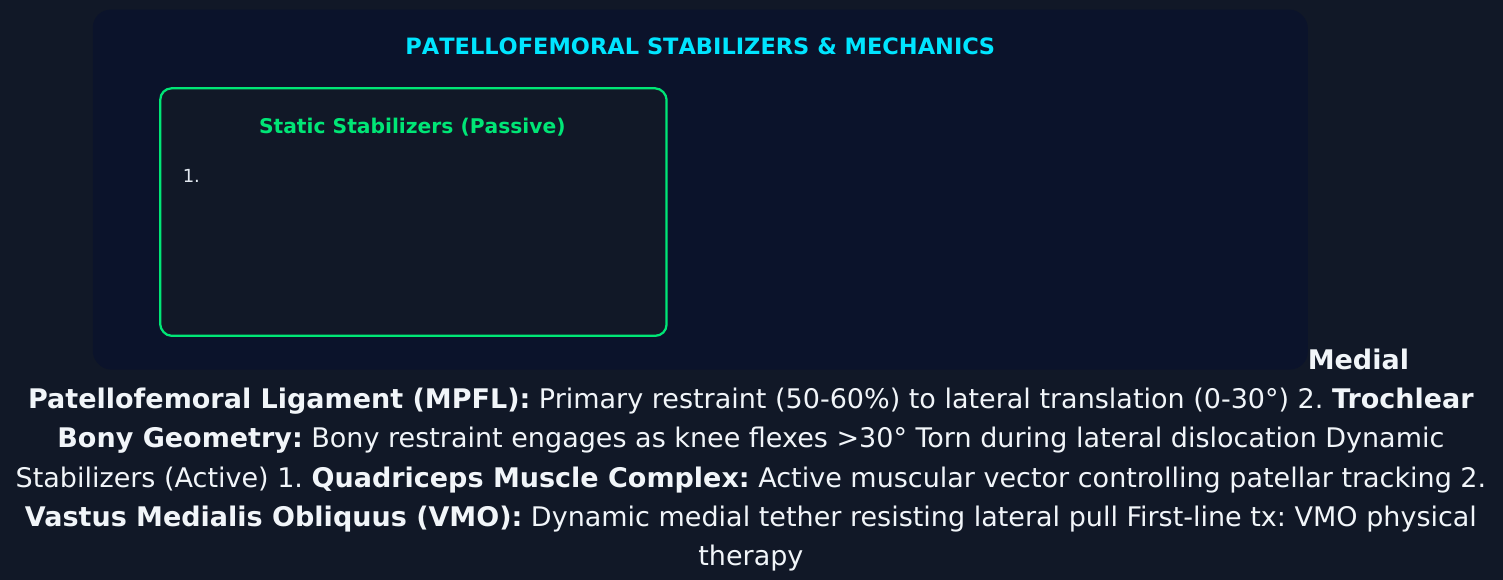 PATELLOFEMORAL STABILIZERS & MECHANICS
Static Stabilizers (Passive)
1.
Medial
Patellofemoral Ligament (MPFL): Primary restraint (50-60%) to lateral translation (0-30°) 2. Trochlear
Bony Geometry: Bony restraint engages as knee flexes >30° Torn during lateral dislocation Dynamic
Stabilizers (Active) 1. Quadriceps Muscle Complex: Active muscular vector controlling patellar tracking 2.
Vastus Medialis Obliquus (VMO): Dynamic medial tether resisting lateral pull First-line tx: VMO physical
therapy